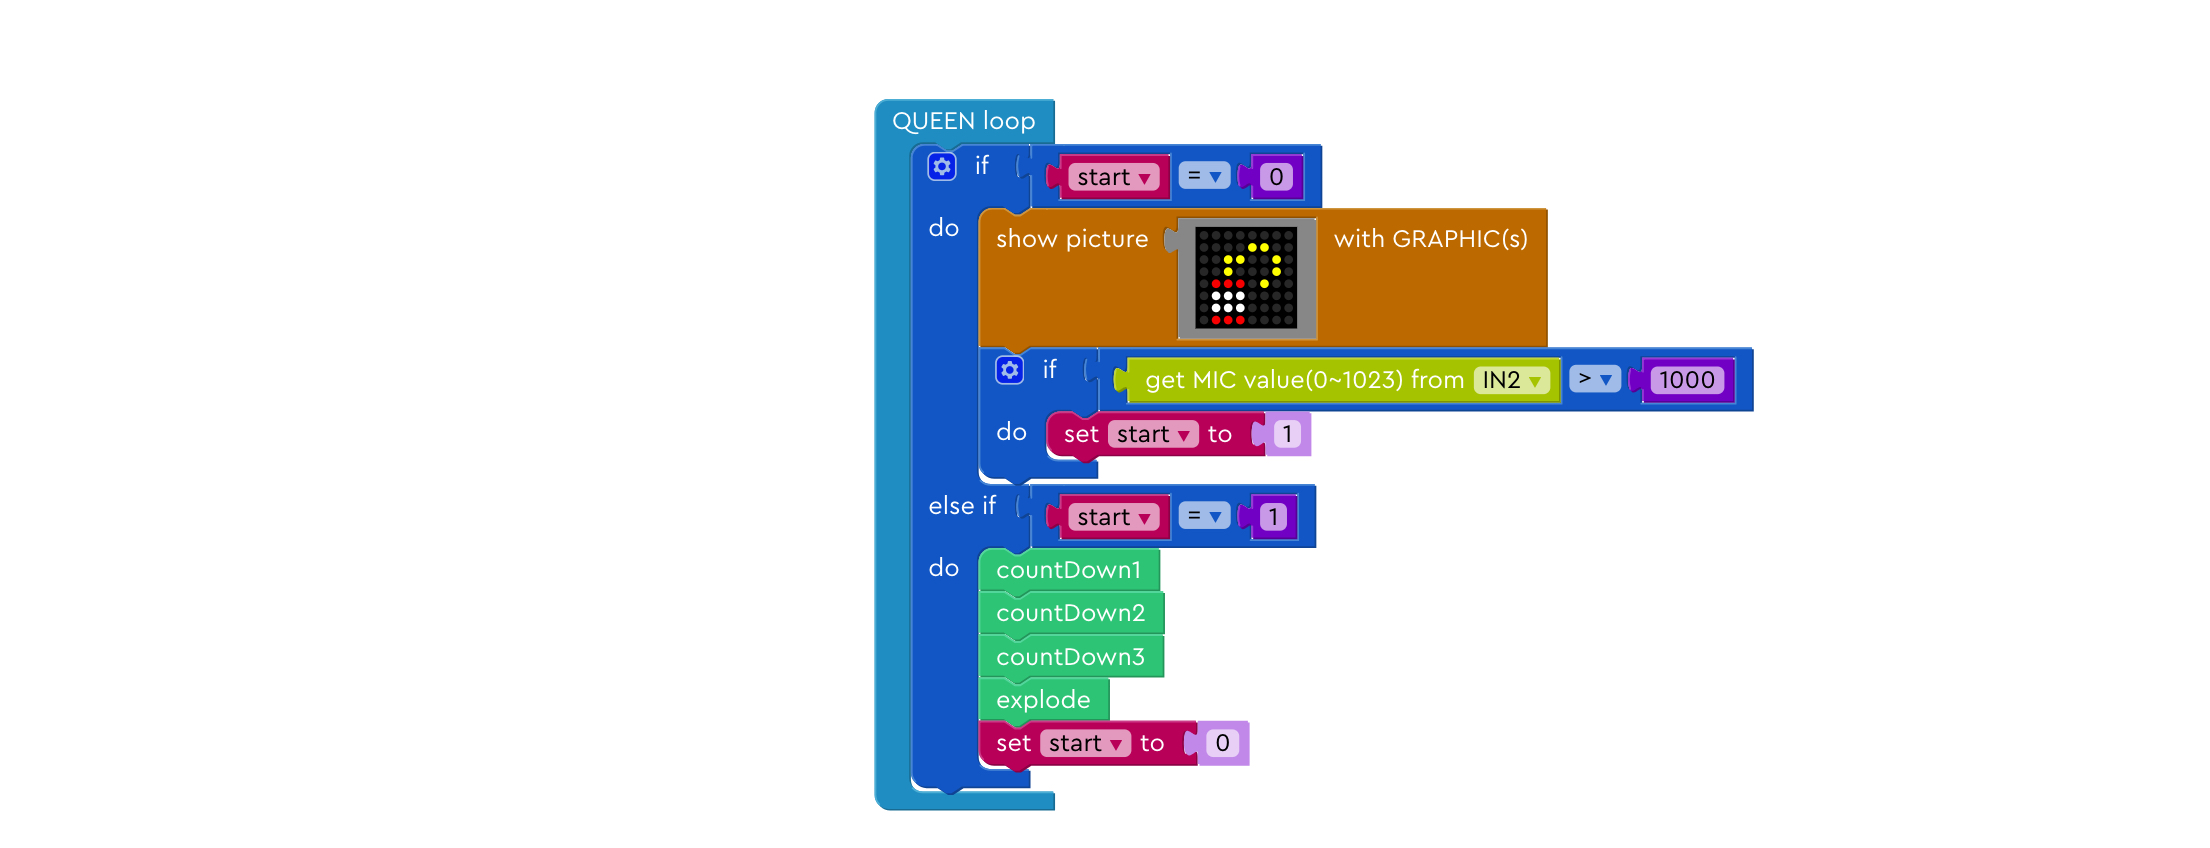 QUEEN loop
if start = 0
do show picture with GRAPHIC(s)
if get MIC value(0~1023) from IN2 > 1000
do set start to 1
else if start = 1
do countDown1
countDown2
countDown3
explode
set start to 0